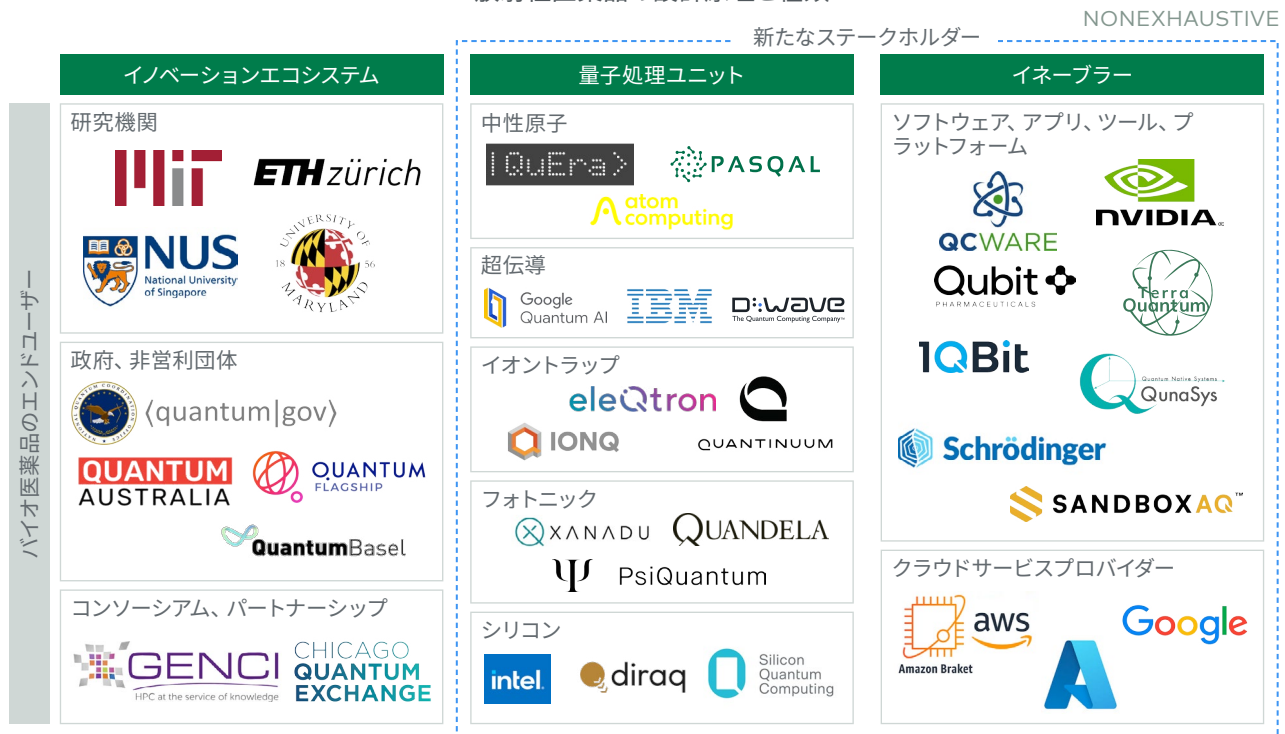 NONEXHAUSTIVE
新たなステークホルダー
バイオ医薬品のエンドユーザー
イノベーションエコシステム
研究機関
MIT
ETH zürich
NUS
National University
of Singapore
UNIVERSITY OF
18 56
MARYLAND
政府、非営利団体
NATIONAL QUANTUM COORDINATION OFFICE
⟨quantum|gov⟩
QUANTUM
AUSTRALIA
QUANTUM
FLAGSHIP
QuantumBasel
コンソーシアム、パートナーシップ
GENCI
HPC at the service of knowledge
CHICAGO
QUANTUM
EXCHANGE
量子処理ユニット
中性原子
|QuEra>
PASQAL
atom
computing
超伝導
Google
Quantum AI
IBM
D:wave
The Quantum Computing Company™
イオントラップ
eleQtron
IONQ
QUANTINUUM
フォトニック
XANADU
QUANDELA
PsiQuantum
シリコン
intel.
diraq
Silicon
Quantum
Computing
イネーブラー
ソフトウェア、アプリ、ツール、プ
ラットフォーム
QCWARE
NVIDIA
Qubit
PHARMACEUTICALS
Terra
Quantum
1QBit
Quantum Native Systems
QunaSys
Schrödinger
SANDBOXAQ™
クラウドサービスプロバイダー
aws
Amazon Braket
Google